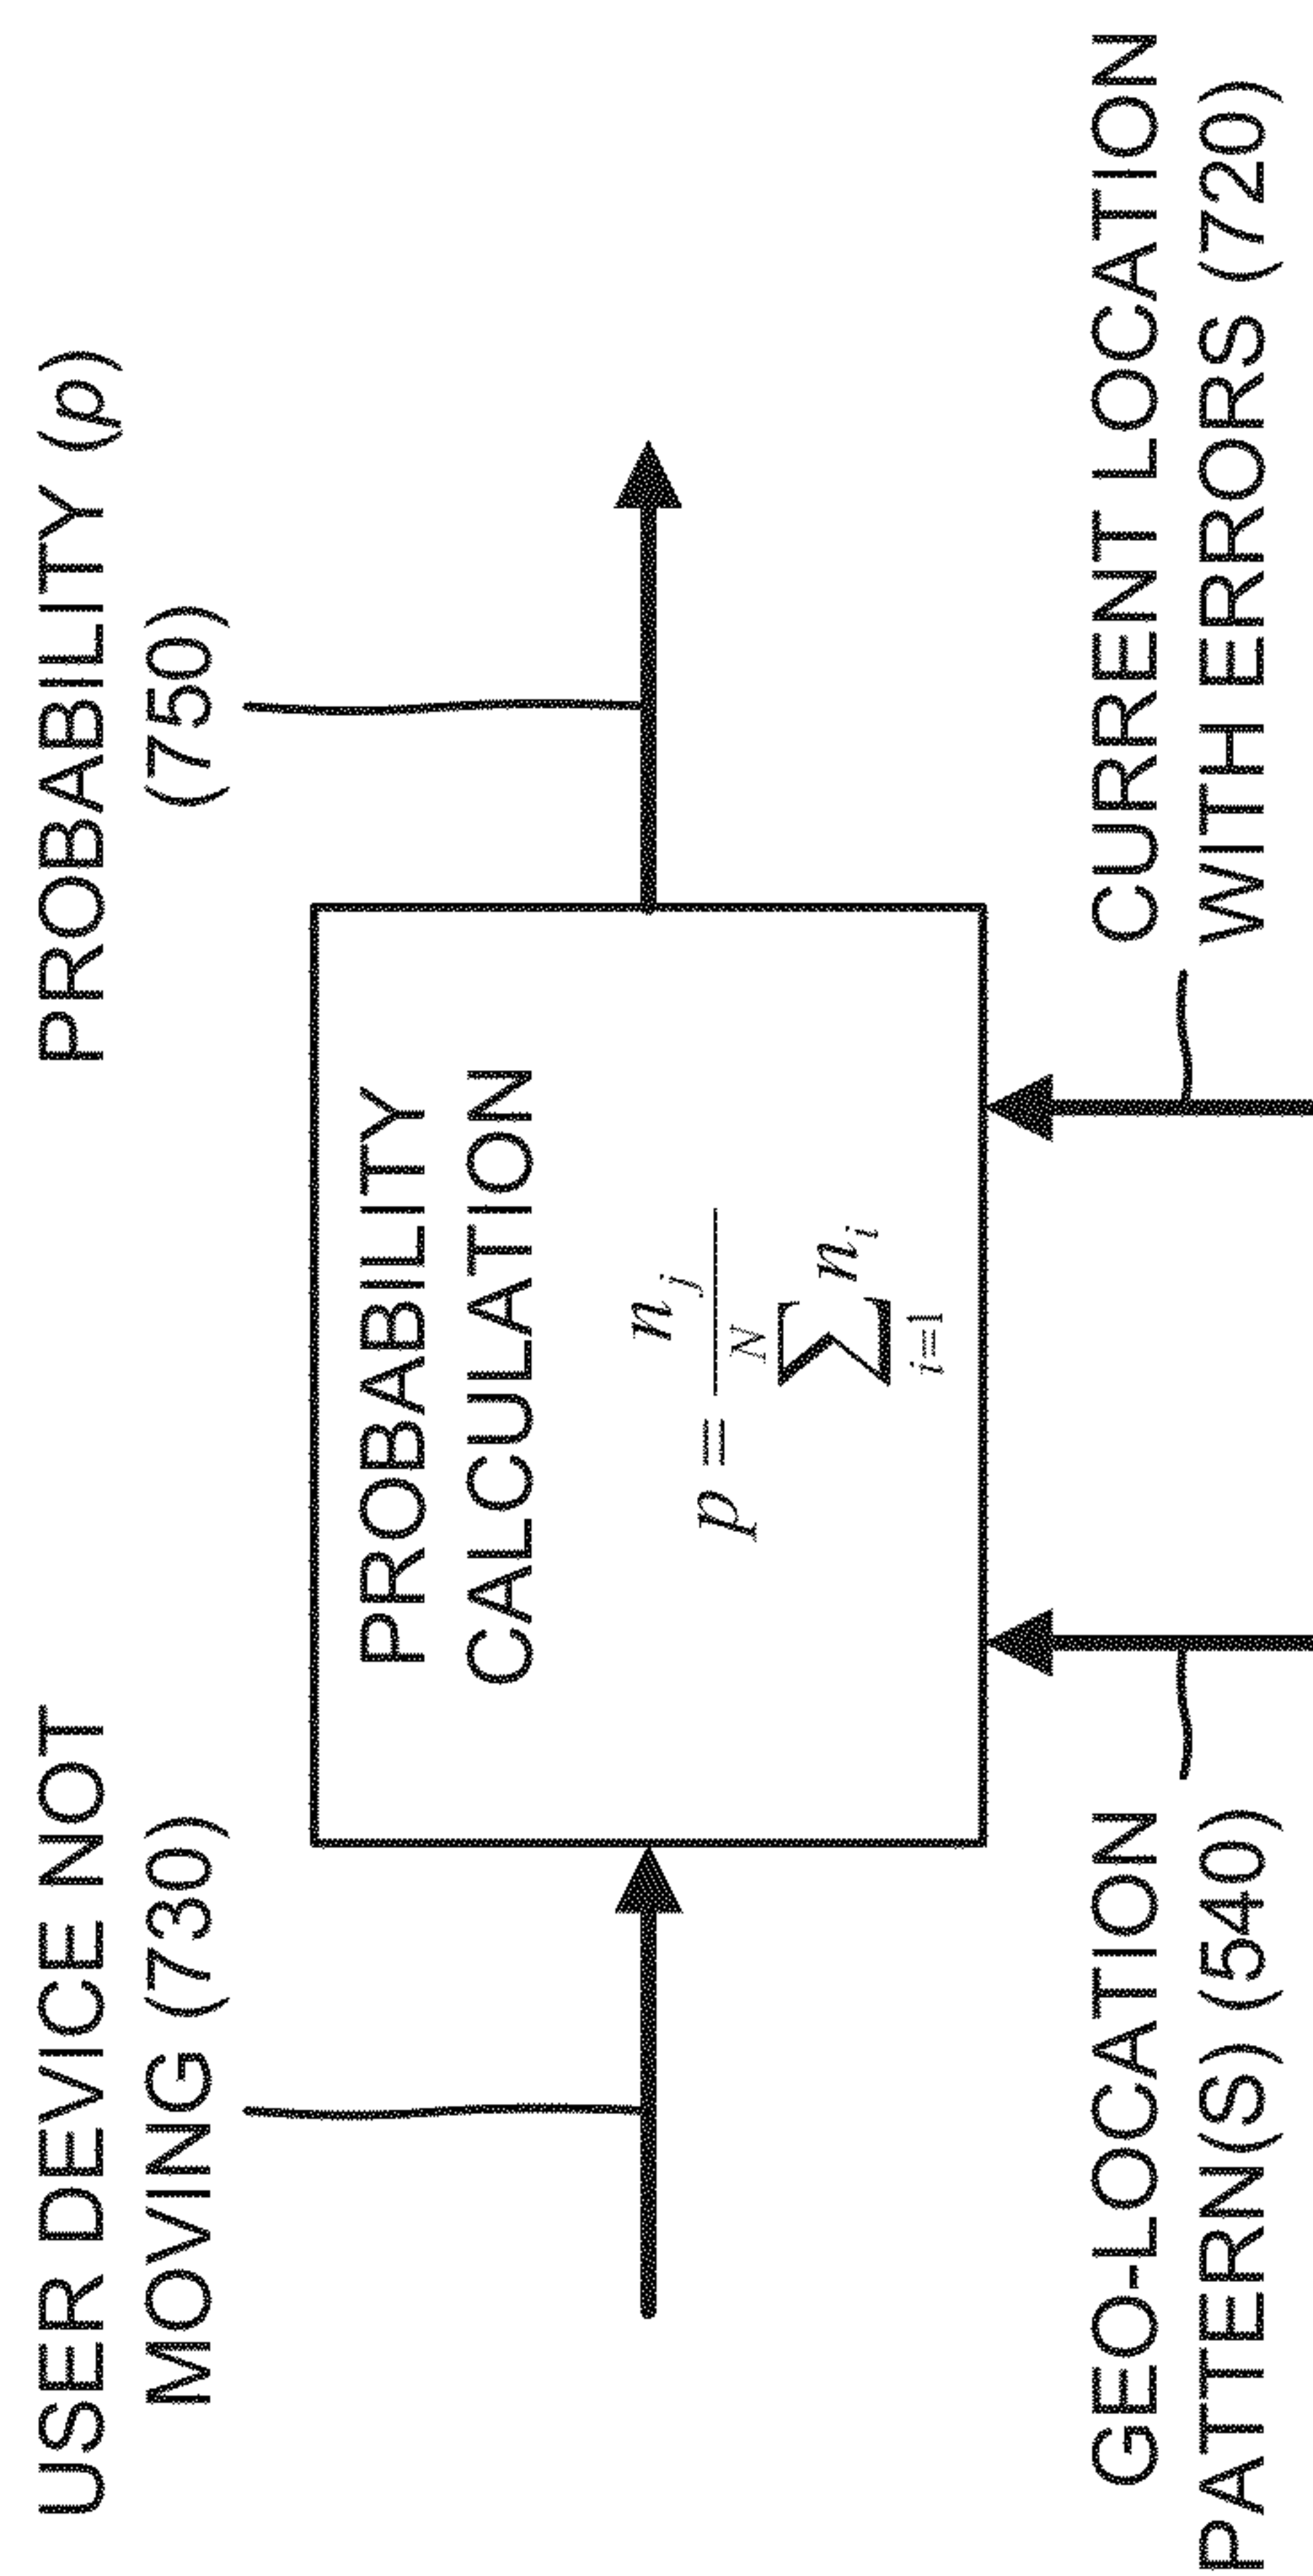 USER DEVICE NOT
MOVING (730)
PROBABILITY (p)
(750)
PROBABILITY
CALCULATION
p = n_j / ∑_{i=1}^{N} n_i
GEO-LOCATION
PATTERN(S) (540)
CURRENT LOCATION
WITH ERRORS (720)